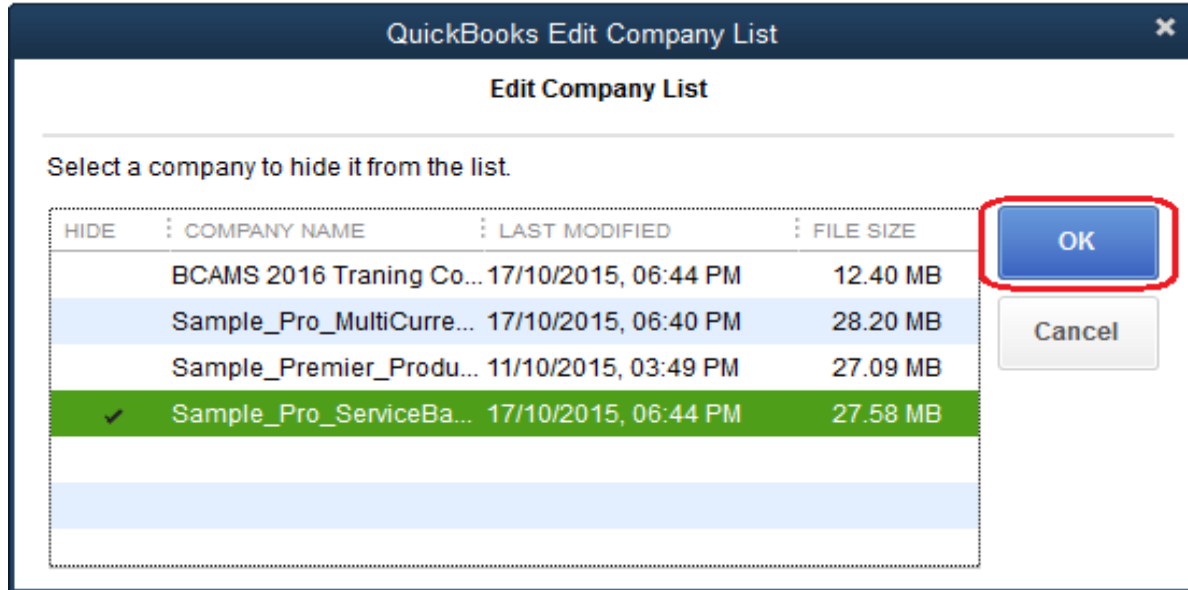 QuickBooks Edit Company List
Edit Company List
Select a company to hide it from the list.
HIDE COMPANY NAME LAST MODIFIED FILE SIZE
BCAMS 2016 Traning Co... 17/10/2015, 06:44 PM 12.40 MB
Sample_Pro_MultiCurre... 17/10/2015, 06:40 PM 28.20 MB
Sample_Premier_Produ... 11/10/2015, 03:49 PM 27.09 MB
Sample_Pro_ServiceBa... 17/10/2015, 06:44 PM 27.58 MB
OK
Cancel